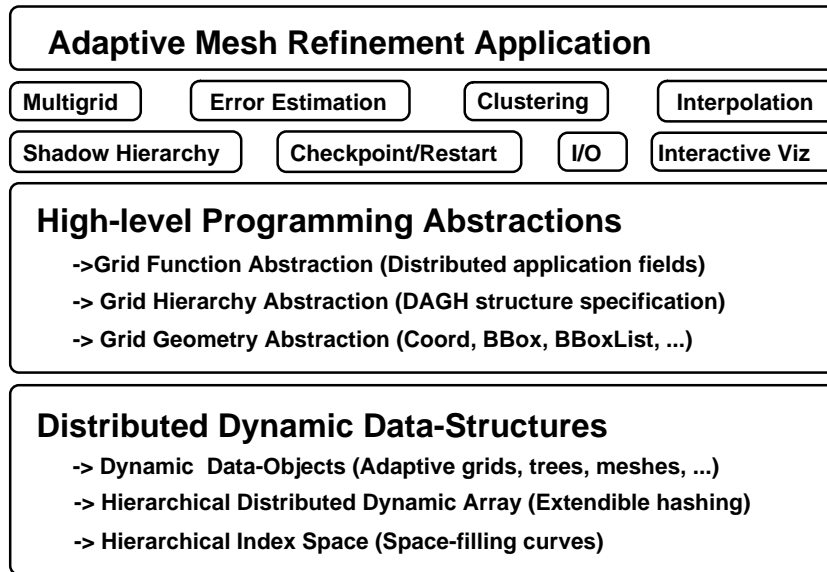 Adaptive Mesh Refinement Application
Multigrid Error Estimation Clustering Interpolation
Shadow Hierarchy Checkpoint/Restart I/O Interactive Viz
High-level Programming Abstractions
->Grid Function Abstraction (Distributed application fields)
-> Grid Hierarchy Abstraction (DAGH structure specification)
-> Grid Geometry Abstraction (Coord, BBox, BBoxList, ...)
Distributed Dynamic Data-Structures
-> Dynamic  Data-Objects (Adaptive grids, trees, meshes, ...)
-> Hierarchical Distributed Dynamic Array (Extendible hashing)
-> Hierarchical Index Space (Space-filling curves)